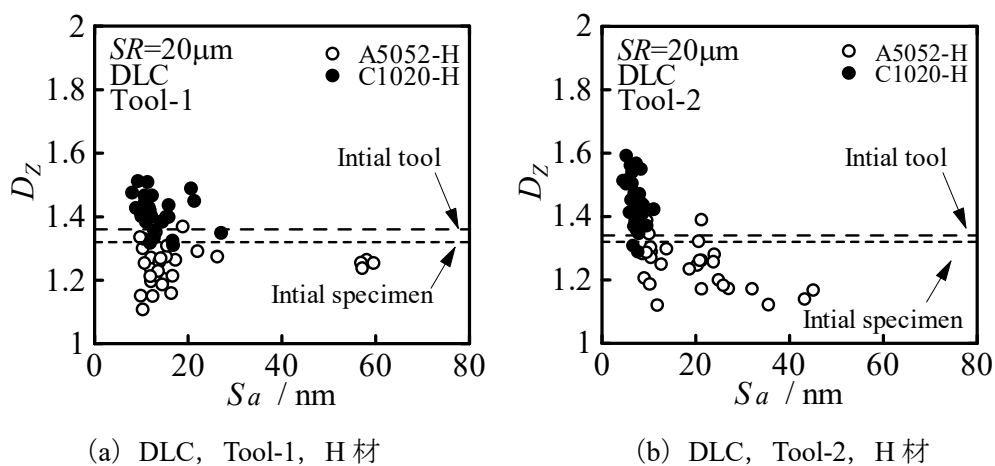 2
1.8
1.6
1.4
1.2
1
D_Z
SR=20μm
DLC
Tool-1
A5052-H
C1020-H
Intial tool
Intial specimen
0 20 40 60 80
Sa / nm
(a) DLC, Tool-1, H 材
2
1.8
1.6
1.4
1.2
1
D_Z
SR=20μm
DLC
Tool-2
A5052-H
C1020-H
Intial tool
Intial specimen
0 20 40 60 80
Sa / nm
(b) DLC, Tool-2, H 材